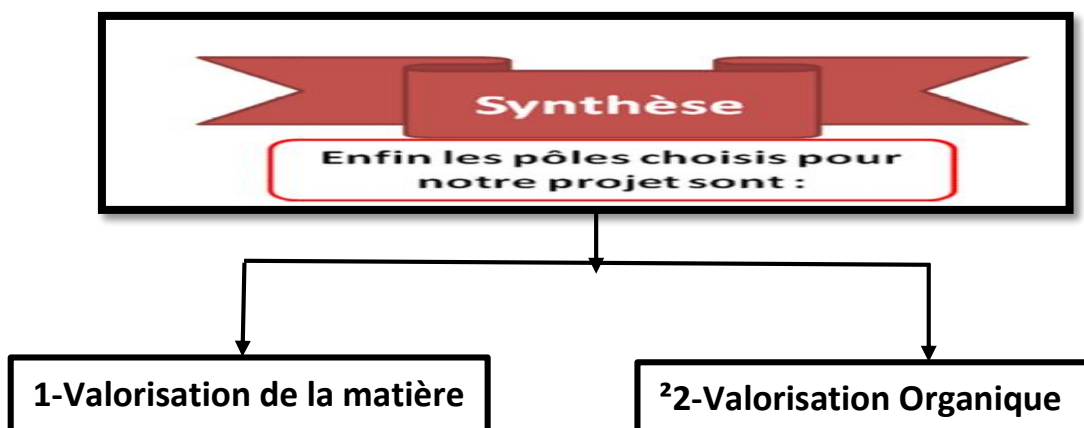 Synthèse
Enfin les pôles choisis pour
notre projet sont :
1-Valorisation de la matière
²2-Valorisation Organique